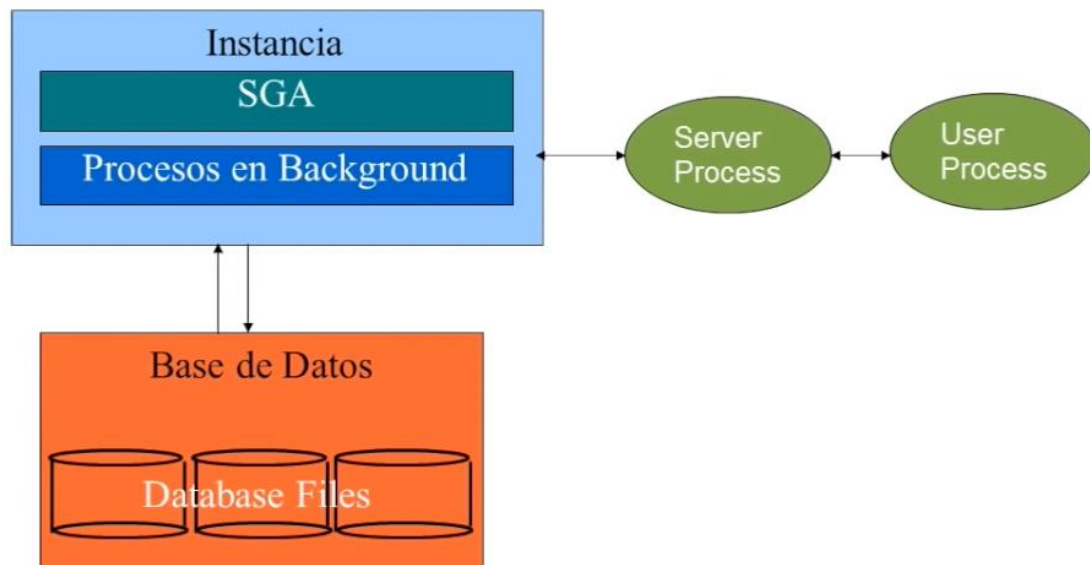 Instancia
SGA
Procesos en Background
Server
Process
User
Process
Base de Datos
Database Files